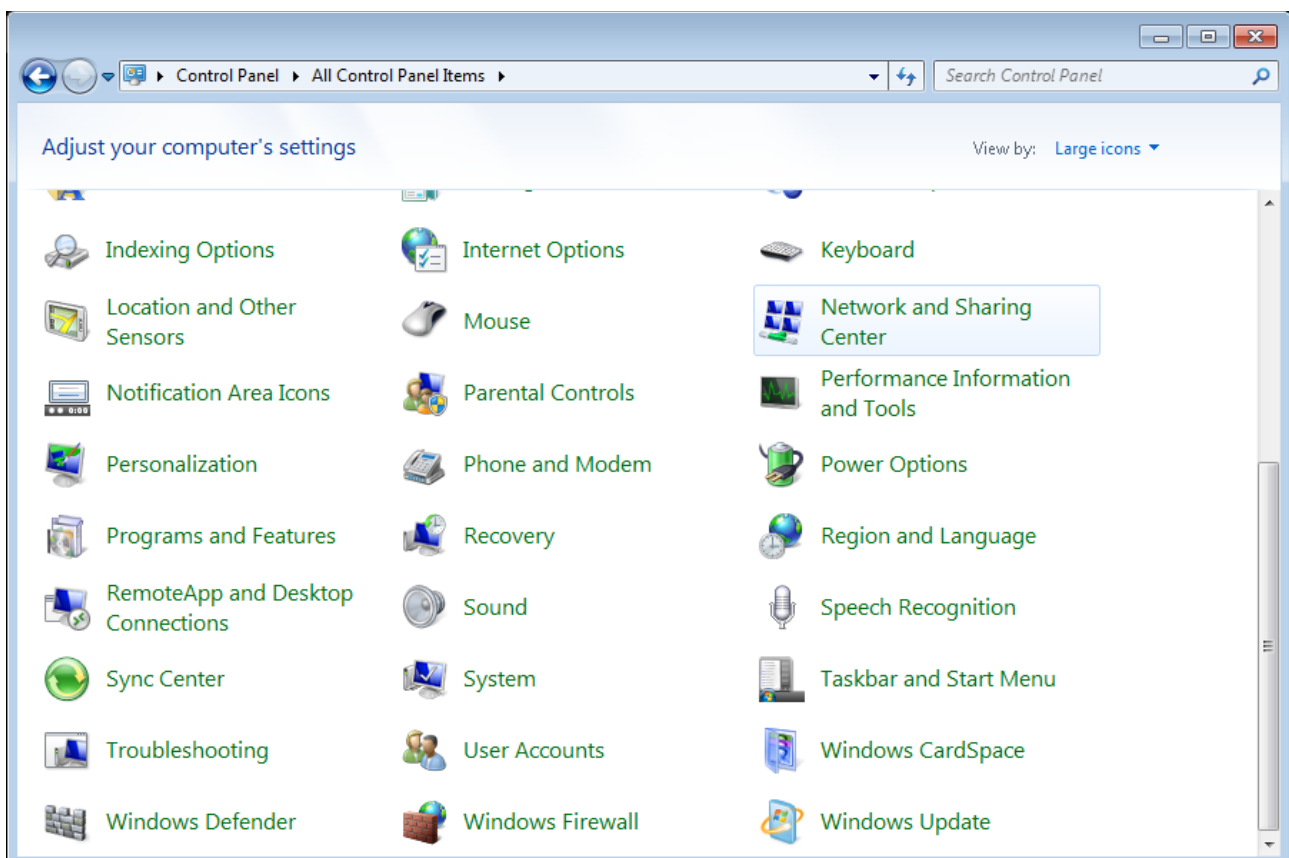 Control Panel ▸ All Control Panel Items ▸
Search Control Panel
Adjust your computer's settings
View by: Large icons
Indexing Options
Internet Options
Keyboard
Location and Other
Sensors
Mouse
Network and Sharing
Center
Notification Area Icons
Parental Controls
Performance Information
and Tools
Personalization
Phone and Modem
Power Options
Programs and Features
Recovery
Region and Language
RemoteApp and Desktop
Connections
Sound
Speech Recognition
Sync Center
System
Taskbar and Start Menu
Troubleshooting
User Accounts
Windows CardSpace
Windows Defender
Windows Firewall
Windows Update